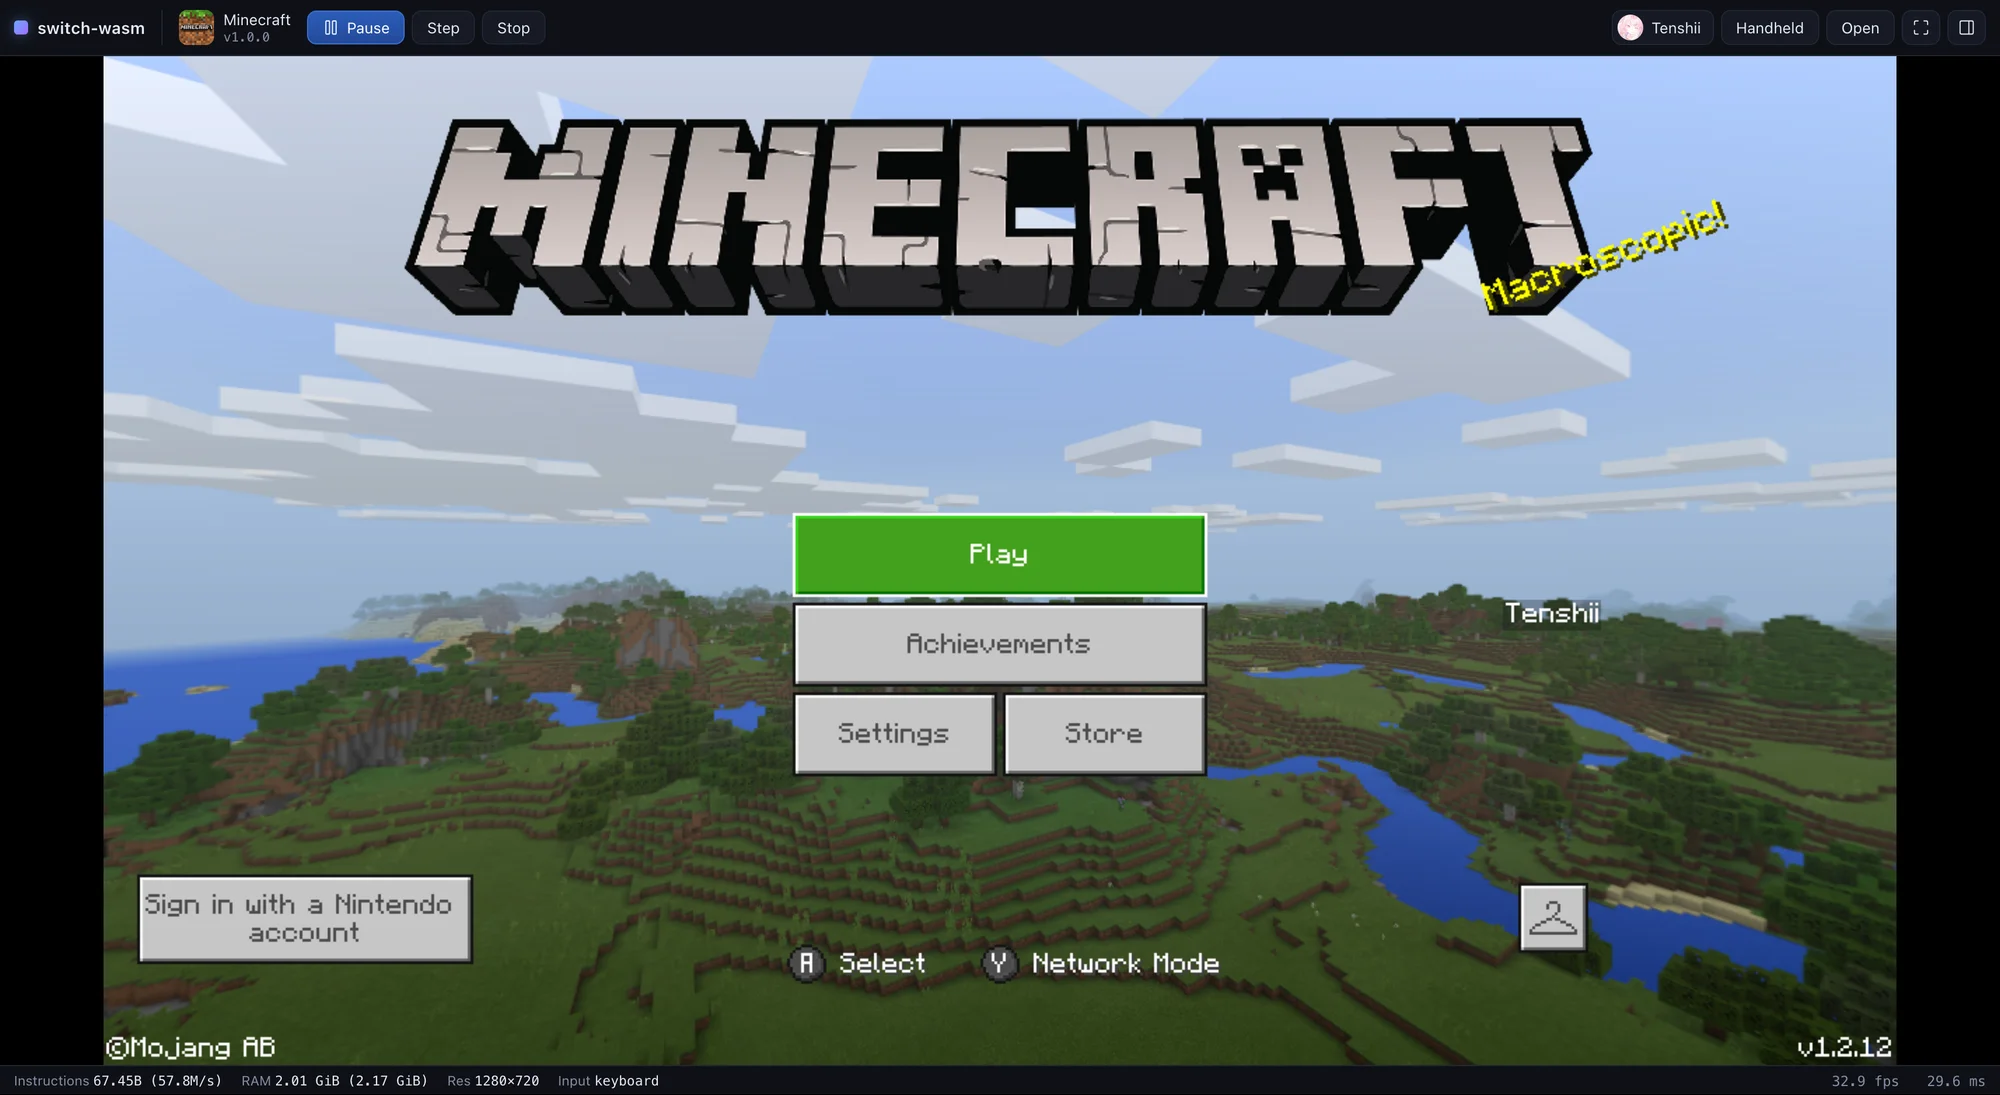 switch-wasm
Minecraft
v1.0.0
Pause
Step
Stop
Tenshii
Handheld
Open
MINECRAFT
Macroscopic!
Play
Achievements
Settings
Store
Tenshii
Sign in with a Nintendo
account
A Select
Y Network Mode
©Mojang AB
v1.2.12
Instructions 67.45B (57.8M/s) RAM 2.01 GiB (2.17 GiB) Res 1280×720 Input keyboard
32.9 fps 29.6 ms